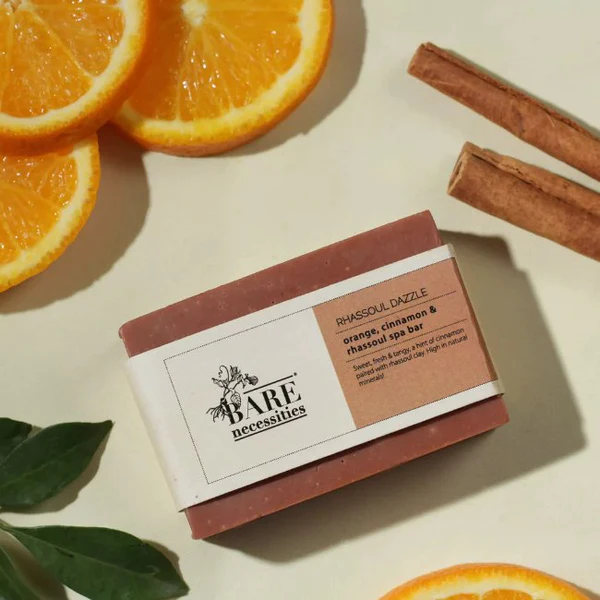 BARE®
necessities
RHASSOUL DAZZLE
orange, cinnamon &
rhassoul spa bar
Sweet, fresh & tangy, a hint of cinnamon
paired with rhassoul clay. High in natural
minerals!